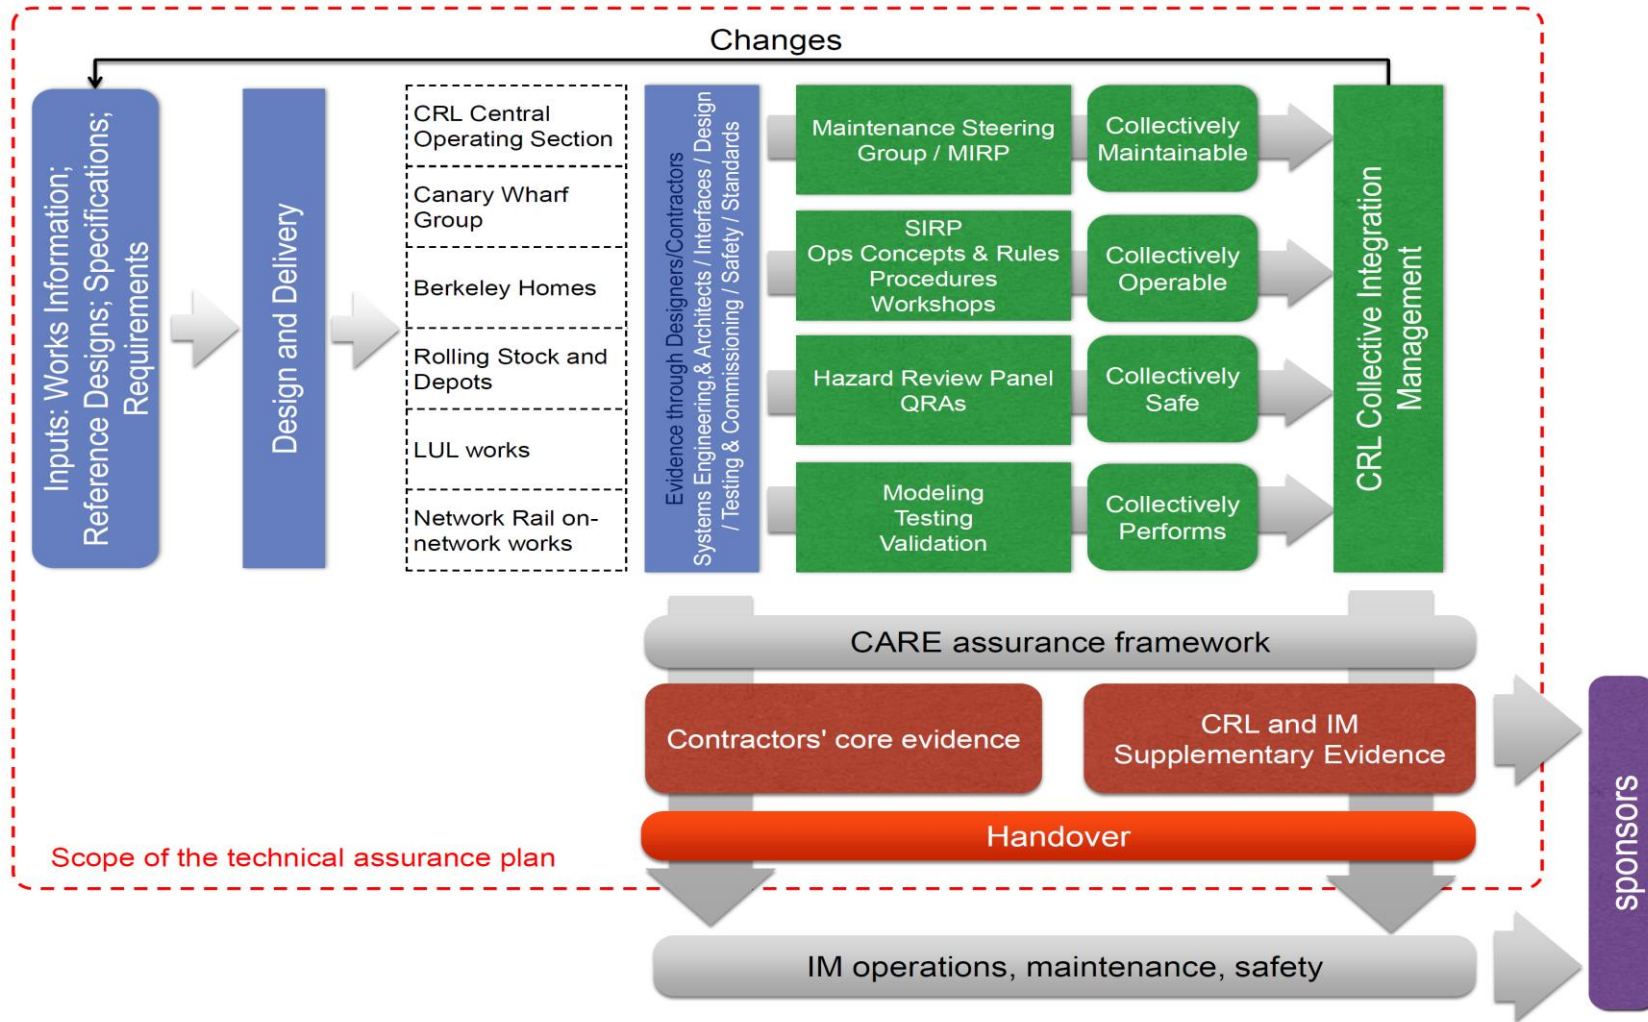 Changes
Inputs: Works Information;
Reference Designs; Specifications;
Requirements
Design and Delivery
CRL Central
Operating Section
Canary Wharf
Group
Berkeley Homes
Rolling Stock and
Depots
LUL works
Network Rail on-
network works
Evidence through Designers/Contractors
Systems Engineering,& Architects / Interfaces / Design
/ Testing & Commissioning / Safety / Standards
Maintenance Steering
Group / MIRP
Collectively
Maintainable
SIRP
Ops Concepts & Rules
Procedures
Workshops
Collectively
Operable
Hazard Review Panel
QRAs
Collectively
Safe
Modeling
Testing
Validation
Collectively
Performs
CRL Collective Integration
Management
CARE assurance framework
Contractors' core evidence
CRL and IM
Supplementary Evidence
Handover
Scope of the technical assurance plan
IM operations, maintenance, safety
sponsors